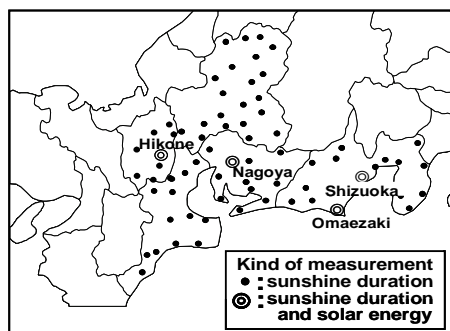 Hikone
Nagoya
Shizuoka
Omaezaki
Kind of measurement
: sunshine duration
: sunshine duration
and solar energy